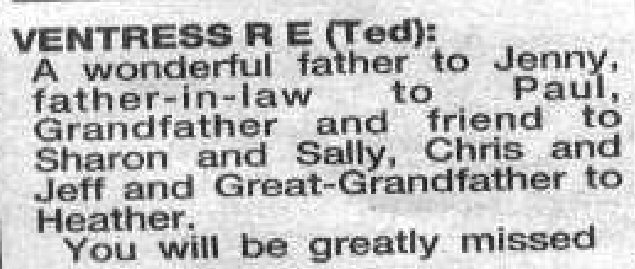 VENTRESS R E (Ted):
A wonderful father to Jenny,
father-in-law to Paul,
Grandfather and friend to
Sharon and Sally, Chris and
Jeff and Great-Grandfather to
Heather.
You will be greatly missed